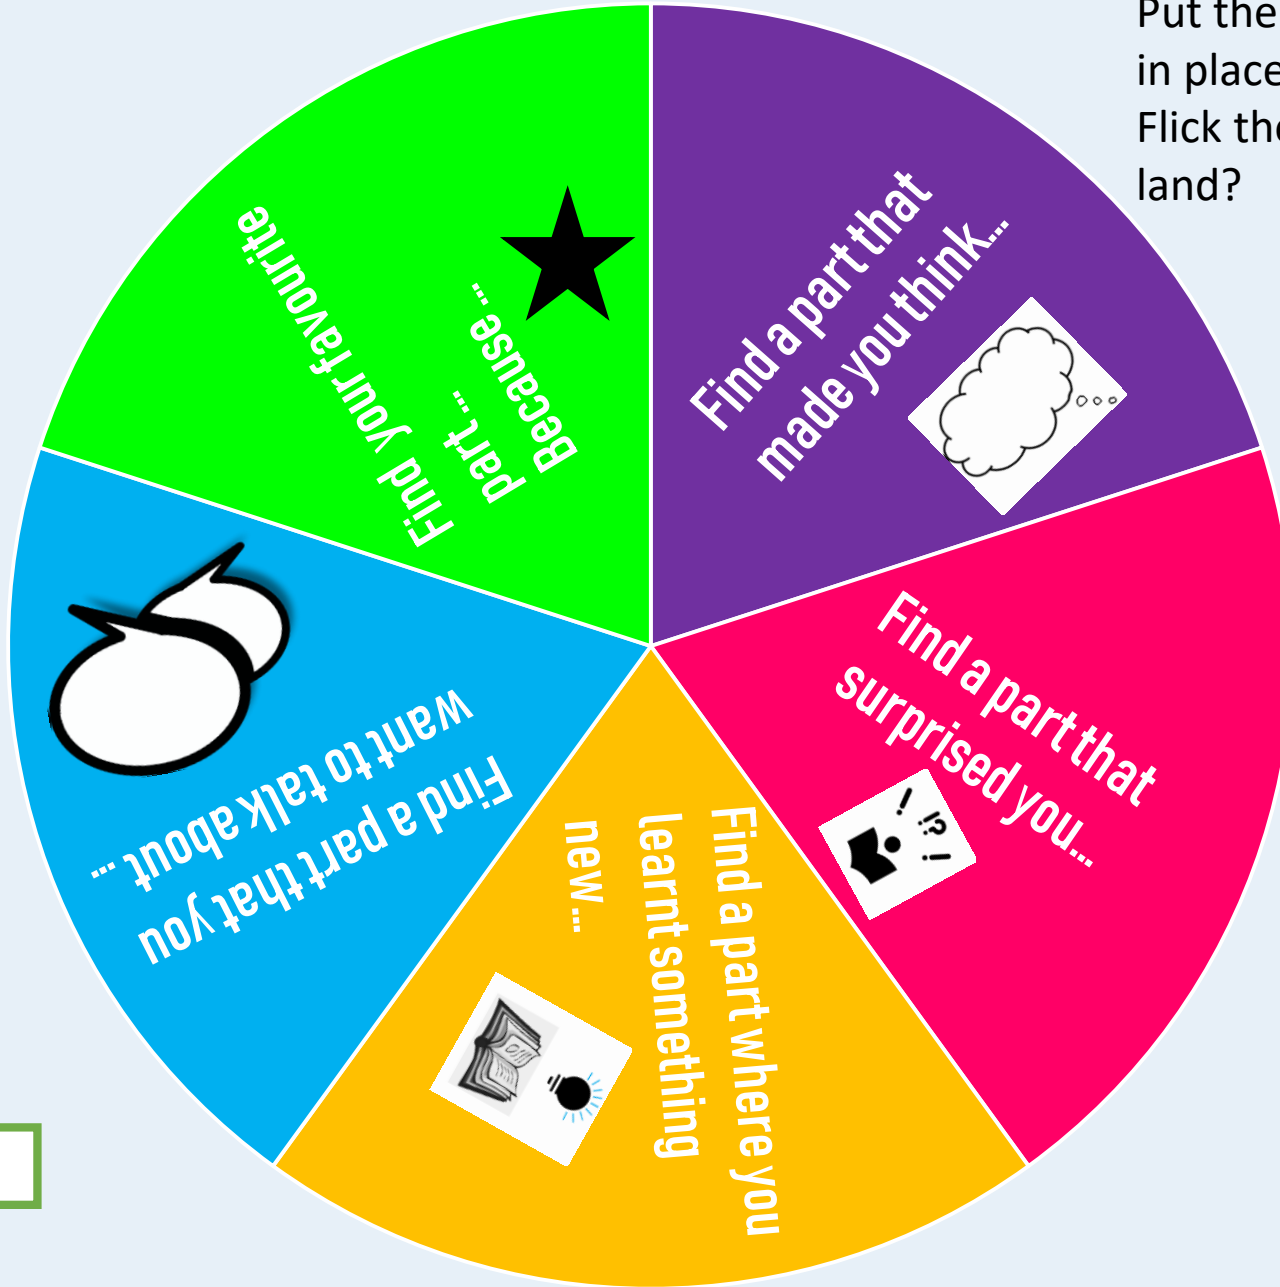 Put the
in place
Flick the
land?
Find a part that
made you think...
Find a part that
surprised you...
Find a part where you
learnt something
new...
Find a part that you
want to talk about...
Find your favourite
part...
Because...
! !? !